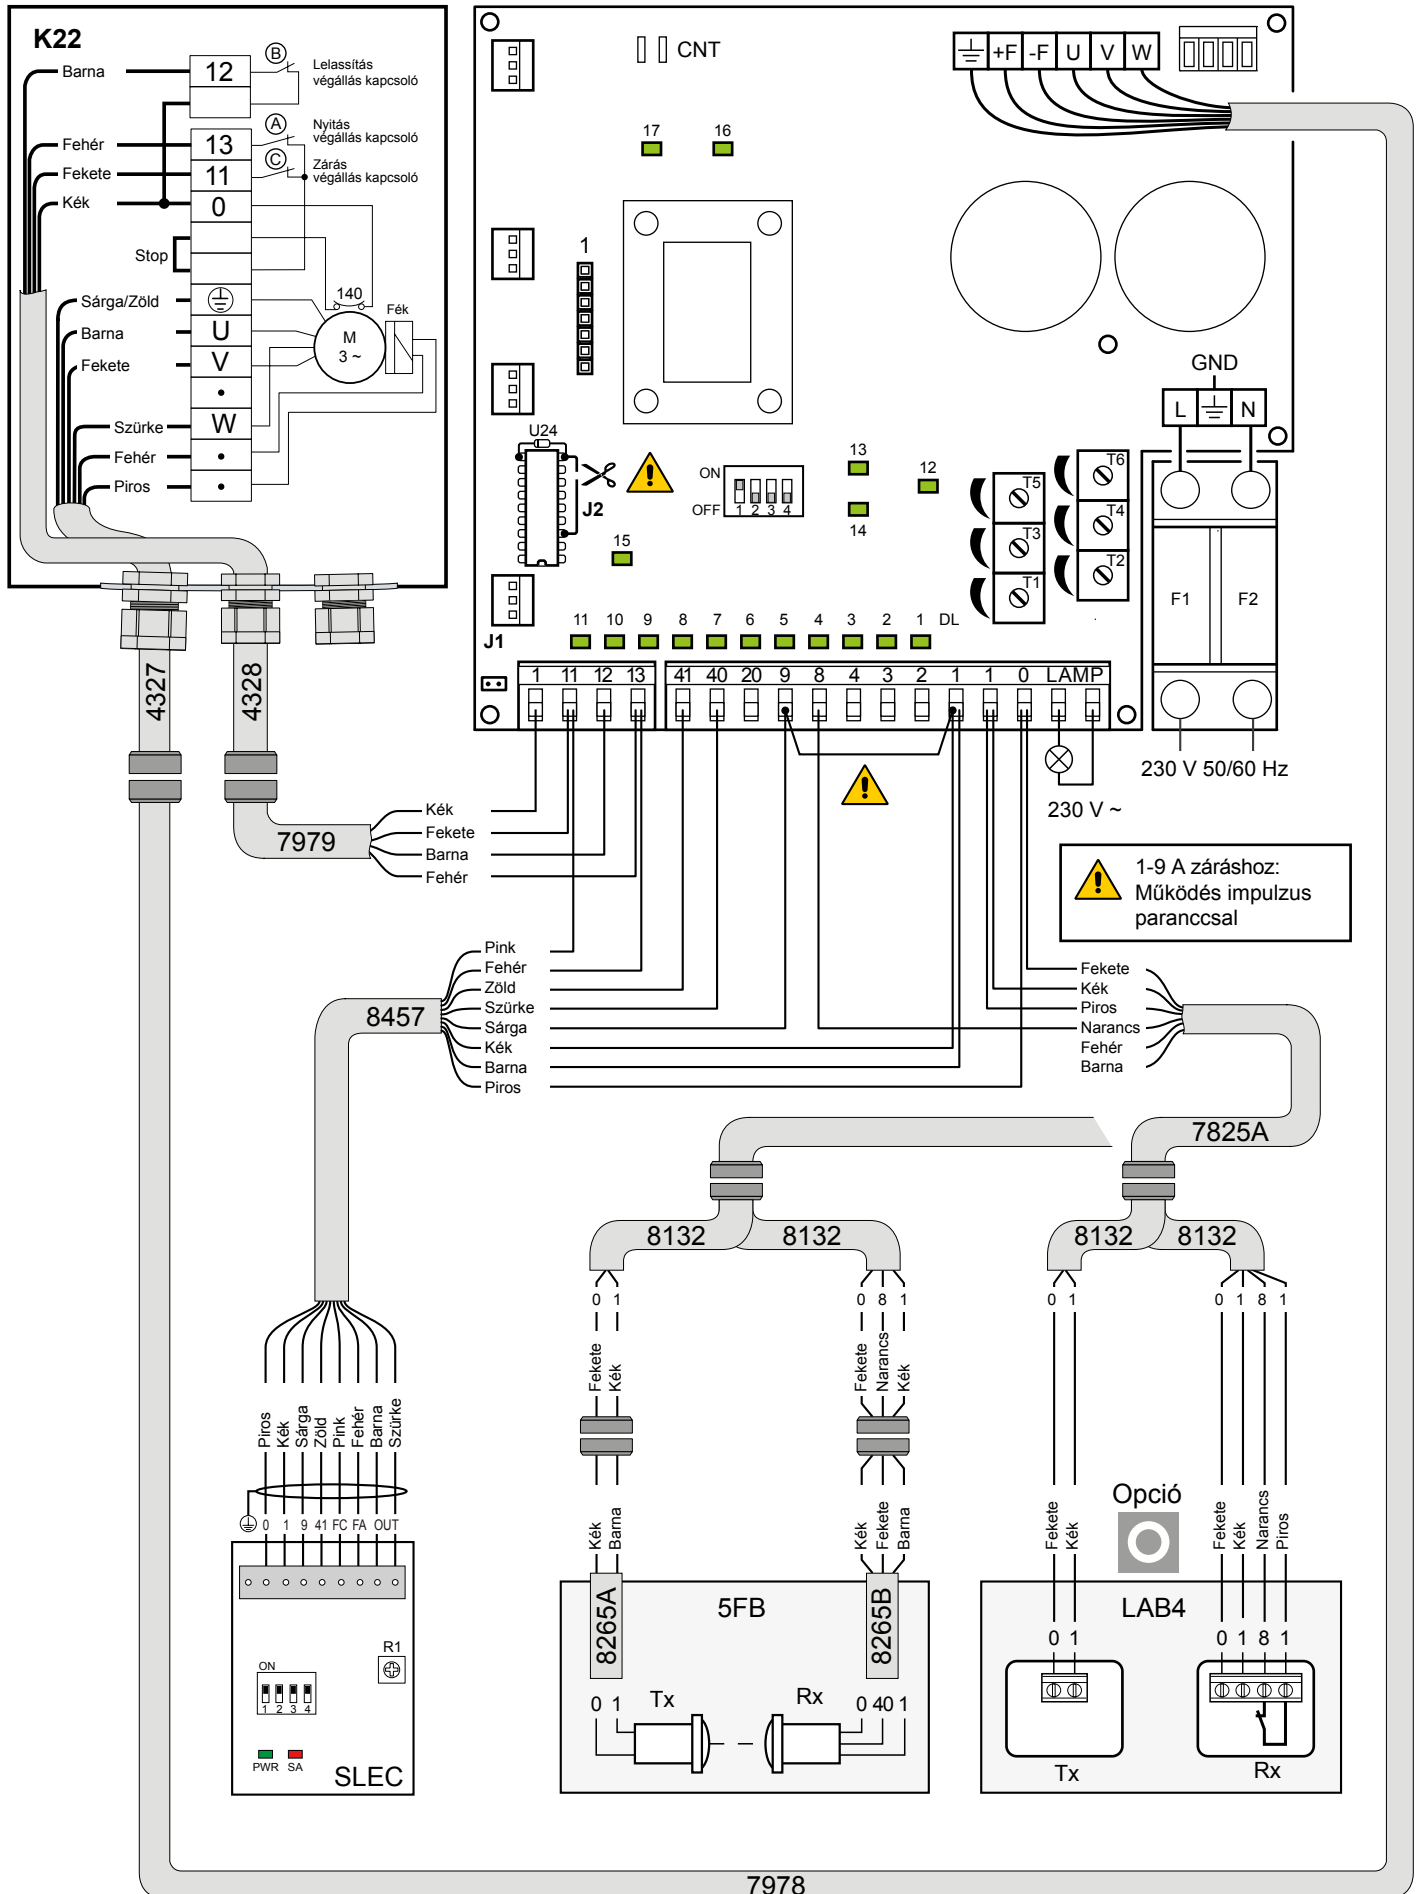 K22
Barna
12
B
Lelassítás
végállás kapcsoló
Fehér
13
A
Nyitás
végállás kapcsoló
Fekete
11
C
Zárás
végállás kapcsoló
Kék
0
Stop
Sárga/Zöld
140
Fék
Barna
U
M
3 ~
Fekete
V
Szürke
W
Fehér
Piros
4327
4328
CNT
+F
-F
U
V
W
17
16
1
GND
L
N
U24
J2
ON
OFF
1 2 3 4
13
12
14
15
T6
T5
T4
T3
T2
T1
F1
F2
J1
11
10
9
8
7
6
5
4
3
2
1
DL
1
11
12
13
41
40
20
9
8
4
3
2
1
1
0
LAMP
230 V ~
230 V 50/60 Hz
1-9 A záráshoz:
Működés impulzus
paranccsal
7979
Kék
Fekete
Barna
Fehér
8457
Pink
Fehér
Zöld
Szürke
Sárga
Kék
Barna
Piros
Fekete
Kék
Piros
Narancs
Fehér
Barna
7825A
8132
8132
8132
8132
0 1
0 8 1
0 1
0 1 8 1
Fekete
Kék
Fekete
Narancs
Kék
Piros
Kék
Sárga
Zöld
Pink
Fehér
Barna
Szürke
0 1 9 41 FC FA OUT
R1
ON
1 2 3 4
PWR SA
SLEC
Kék
Barna
Kék
Fekete
Barna
8265A
8265B
5FB
0 1
Tx
Rx
0 40 1
Opció
Fekete
Kék
Fekete
Kék
Narancs
Piros
LAB4
0 1
0 1 8 1
Tx
Rx
7978